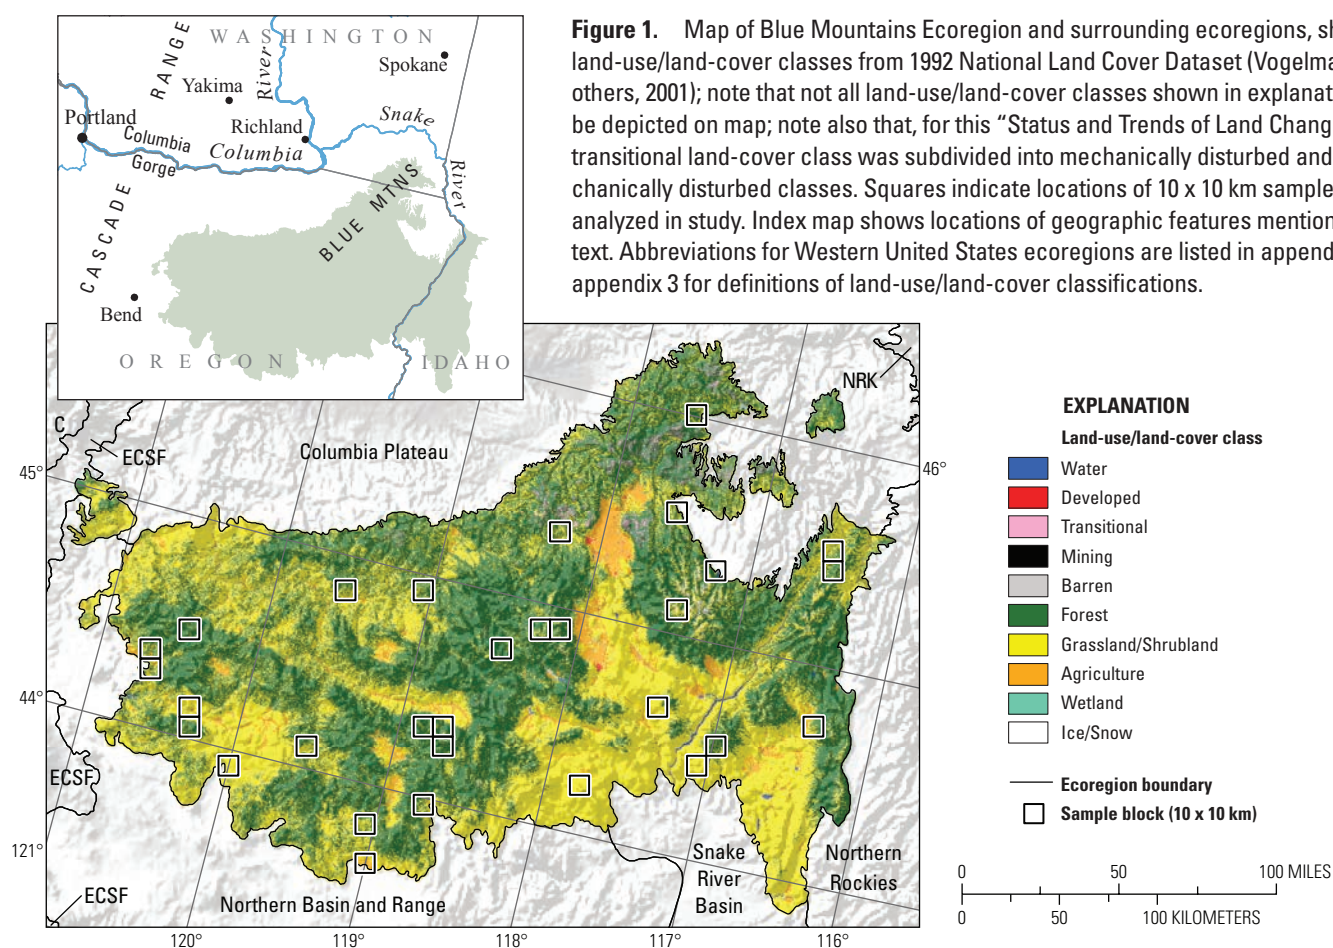 Figure 1. Map of Blue Mountains Ecoregion and surrounding ecoregions,
land-use/land-cover classes from 1992 National Land Cover Dataset
others, 2001); note that not all land-use/land-cover classes shown in
be depicted on map; note also that, for this “Status and Trends of Land
transitional land-cover class was subdivided into mechanically disturbed and
chanically disturbed classes. Squares indicate locations of 10 x 10 km sample
analyzed in study. Index map shows locations of geographic features
text. Abbreviations for Western United States ecoregions are listed in
appendix 3 for definitions of land-use/land-cover classifications.
WASHINGTON
Spokane
RANGE
River
Yakima
Portland
Richland
Snake
Columbia
Gorge
Columbia
River
CASCADE
BLUE MTNS
Bend
OREGON
IDAHO
NRK
C
ECSF
Columbia Plateau
45°
46°
44°
ECSF
121°
ECSF
Northern Basin and Range
Snake
River
Basin
Northern
Rockies
120°
119°
118°
117°
116°
EXPLANATION
Land-use/land-cover class
Water
Developed
Transitional
Mining
Barren
Forest
Grassland/Shrubland
Agriculture
Wetland
Ice/Snow
Ecoregion boundary
Sample block (10 x 10 km)
0 50 100 MILES
0 50 100 KILOMETERS